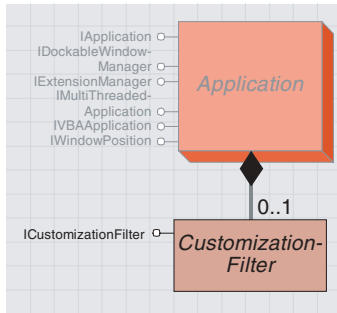 IApplication
IDockableWindow-
Manager
IExtensionManager
IMultiThreaded-
Application
IVBAApplication
IWindowPosition
Application
0..1
ICustomizationFilter
Customization-
Filter